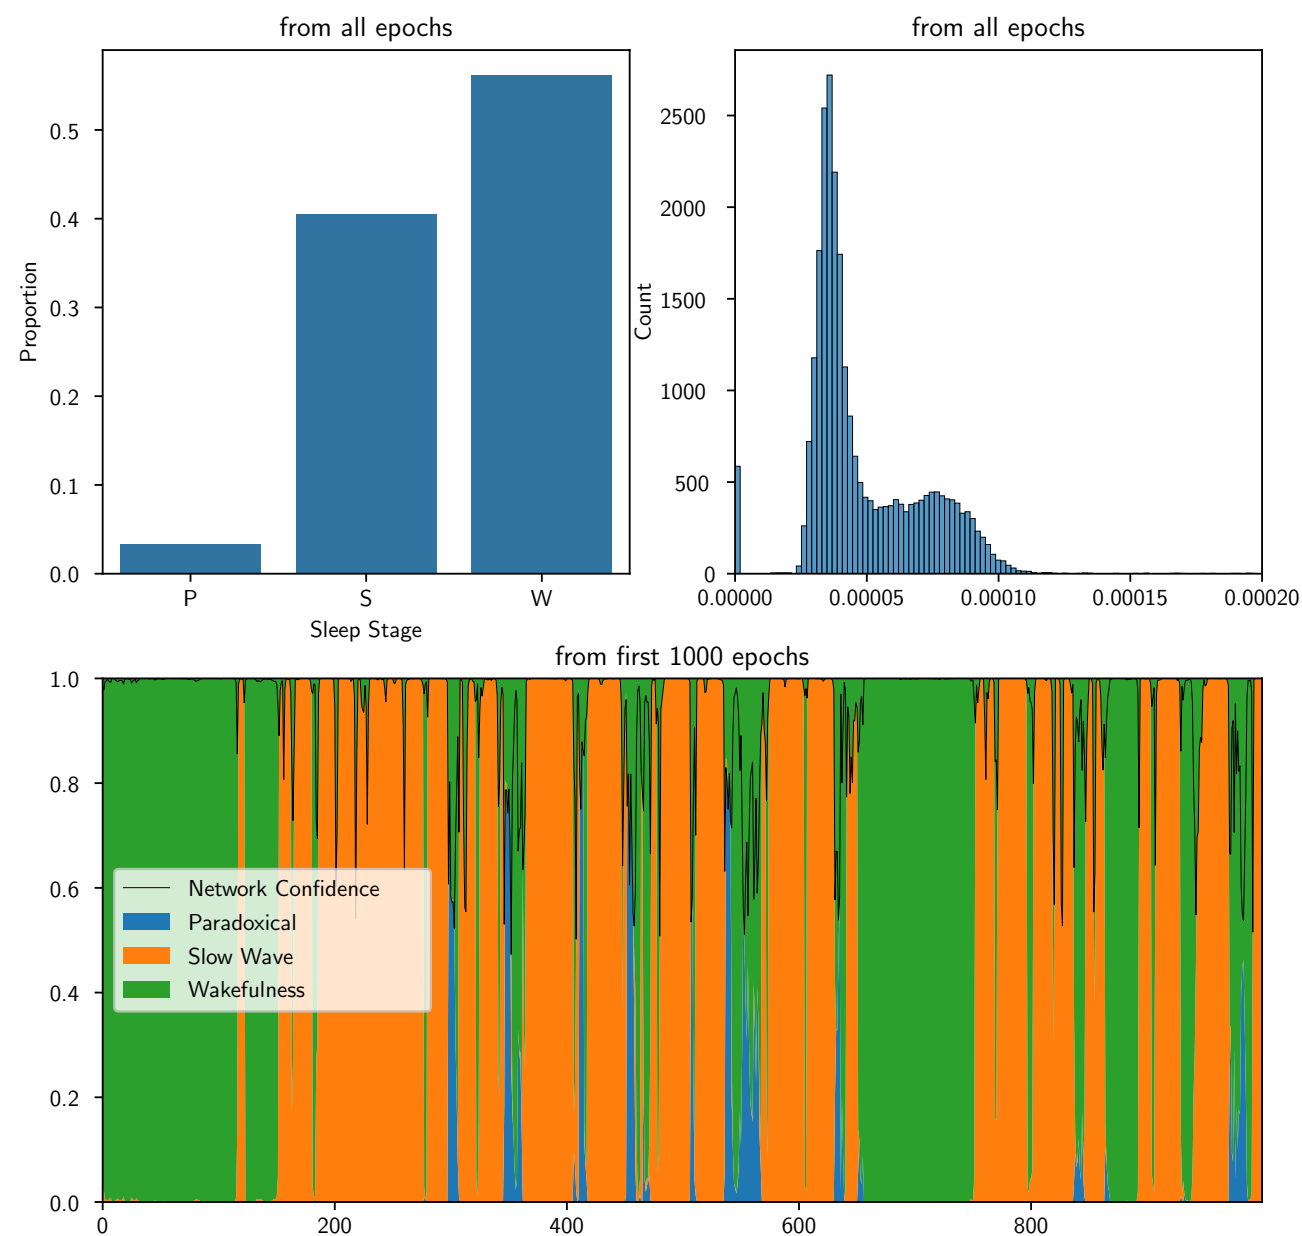 from all epochs
Proportion
0.5
0.4
0.3
0.2
0.1
0.0
P S W
Sleep Stage
from all epochs
Count
2500
2000
1500
1000
500
0
0.00000 0.00005 0.00010 0.00015 0.00020
from first 1000 epochs
1.0
0.8
0.6
0.4
0.2
0.0
Network Confidence
Paradoxical
Slow Wave
Wakefulness
0 200 400 600 800